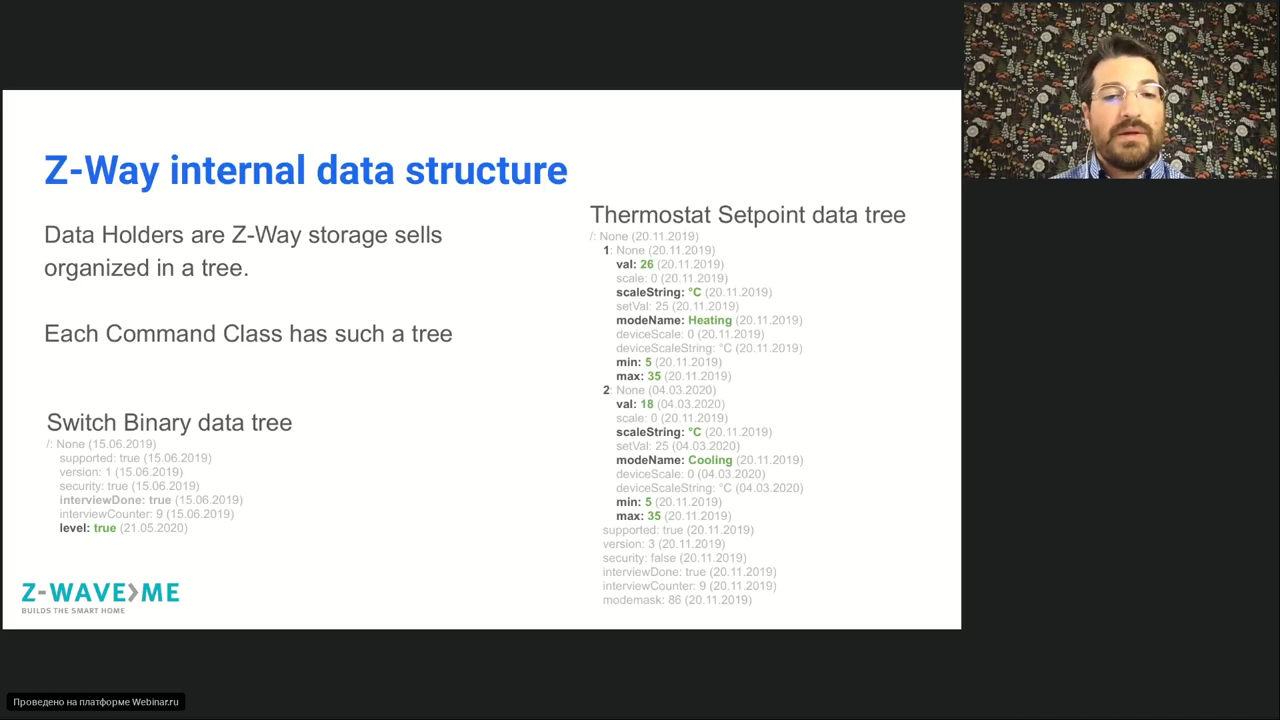 Z-Way internal data structure
Data Holders are Z-Way storage sells
organized in a tree.
Each Command Class has such a tree
Switch Binary data tree
/: None (15.06.2019)
supported: true (15.06.2019)
version: 1 (15.06.2019)
security: true (15.06.2019)
interviewDone: true (15.06.2019)
interviewCounter: 9 (15.06.2019)
level: true (21.05.2020)
Thermostat Setpoint data tree
/: None (20.11.2019)
1: None (20.11.2019)
val: 26 (20.11.2019)
scale: 0 (20.11.2019)
scaleString: °C (20.11.2019)
setVal: 25 (20.11.2019)
modeName: Heating (20.11.2019)
deviceScale: 0 (20.11.2019)
deviceScaleString: °C (20.11.2019)
min: 5 (20.11.2019)
max: 35 (20.11.2019)
2: None (04.03.2020)
val: 18 (04.03.2020)
scale: 0 (20.11.2019)
scaleString: °C (20.11.2019)
setVal: 25 (04.03.2020)
modeName: Cooling (20.11.2019)
deviceScale: 0 (04.03.2020)
deviceScaleString: °C (04.03.2020)
min: 5 (20.11.2019)
max: 35 (20.11.2019)
supported: true (20.11.2019)
version: 3 (20.11.2019)
security: false (20.11.2019)
interviewDone: true (20.11.2019)
interviewCounter: 9 (20.11.2019)
modemask: 86 (20.11.2019)
Z-WAVE>ME
BUILDS THE SMART HOME
Проведено на платформе Webinar.ru